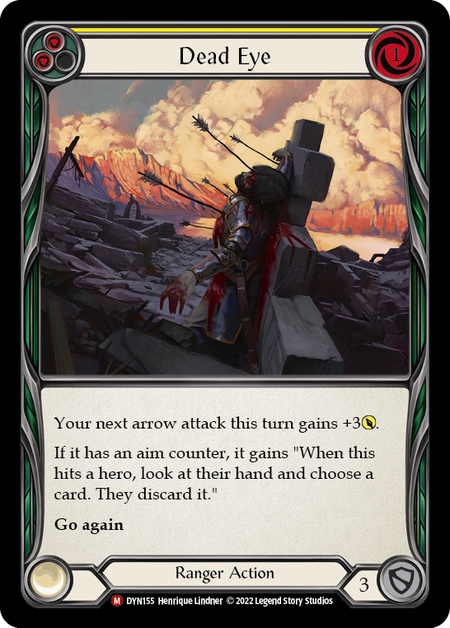 Dead Eye
1
Your next arrow attack this turn gains +3.
If it has an aim counter, it gains "When this
hits a hero, look at their hand and choose a
card. They discard it."
Go again
Ranger Action
3
M DYN155 Henrique Lindner © 2022 Legend Story Studios